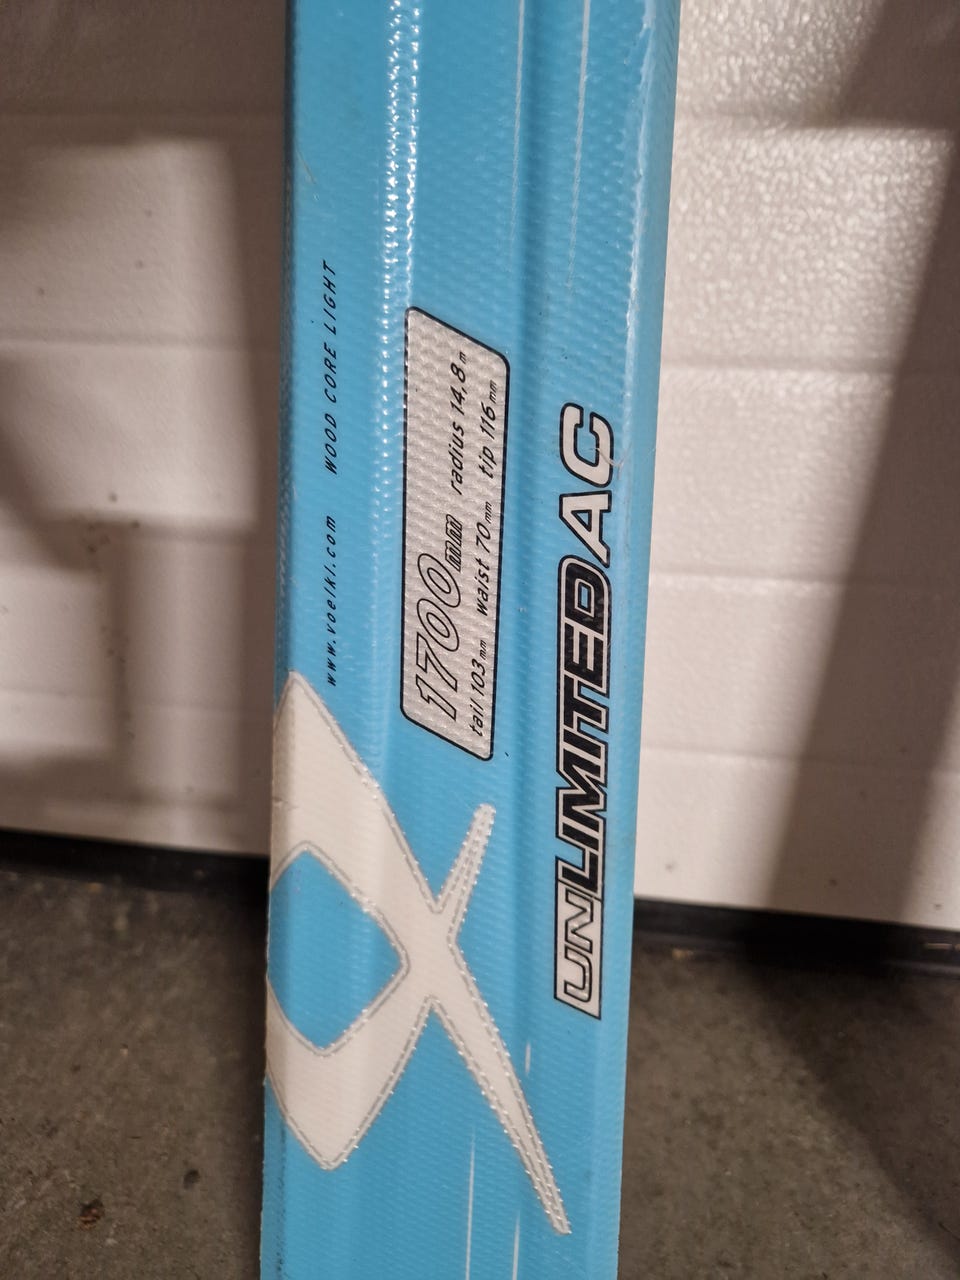 www.voelkl.com WOOD CORE LIGHT
1700mm radius 14,8m
tail 103mm waist 70mm tip 116mm
UNLIMITED AC